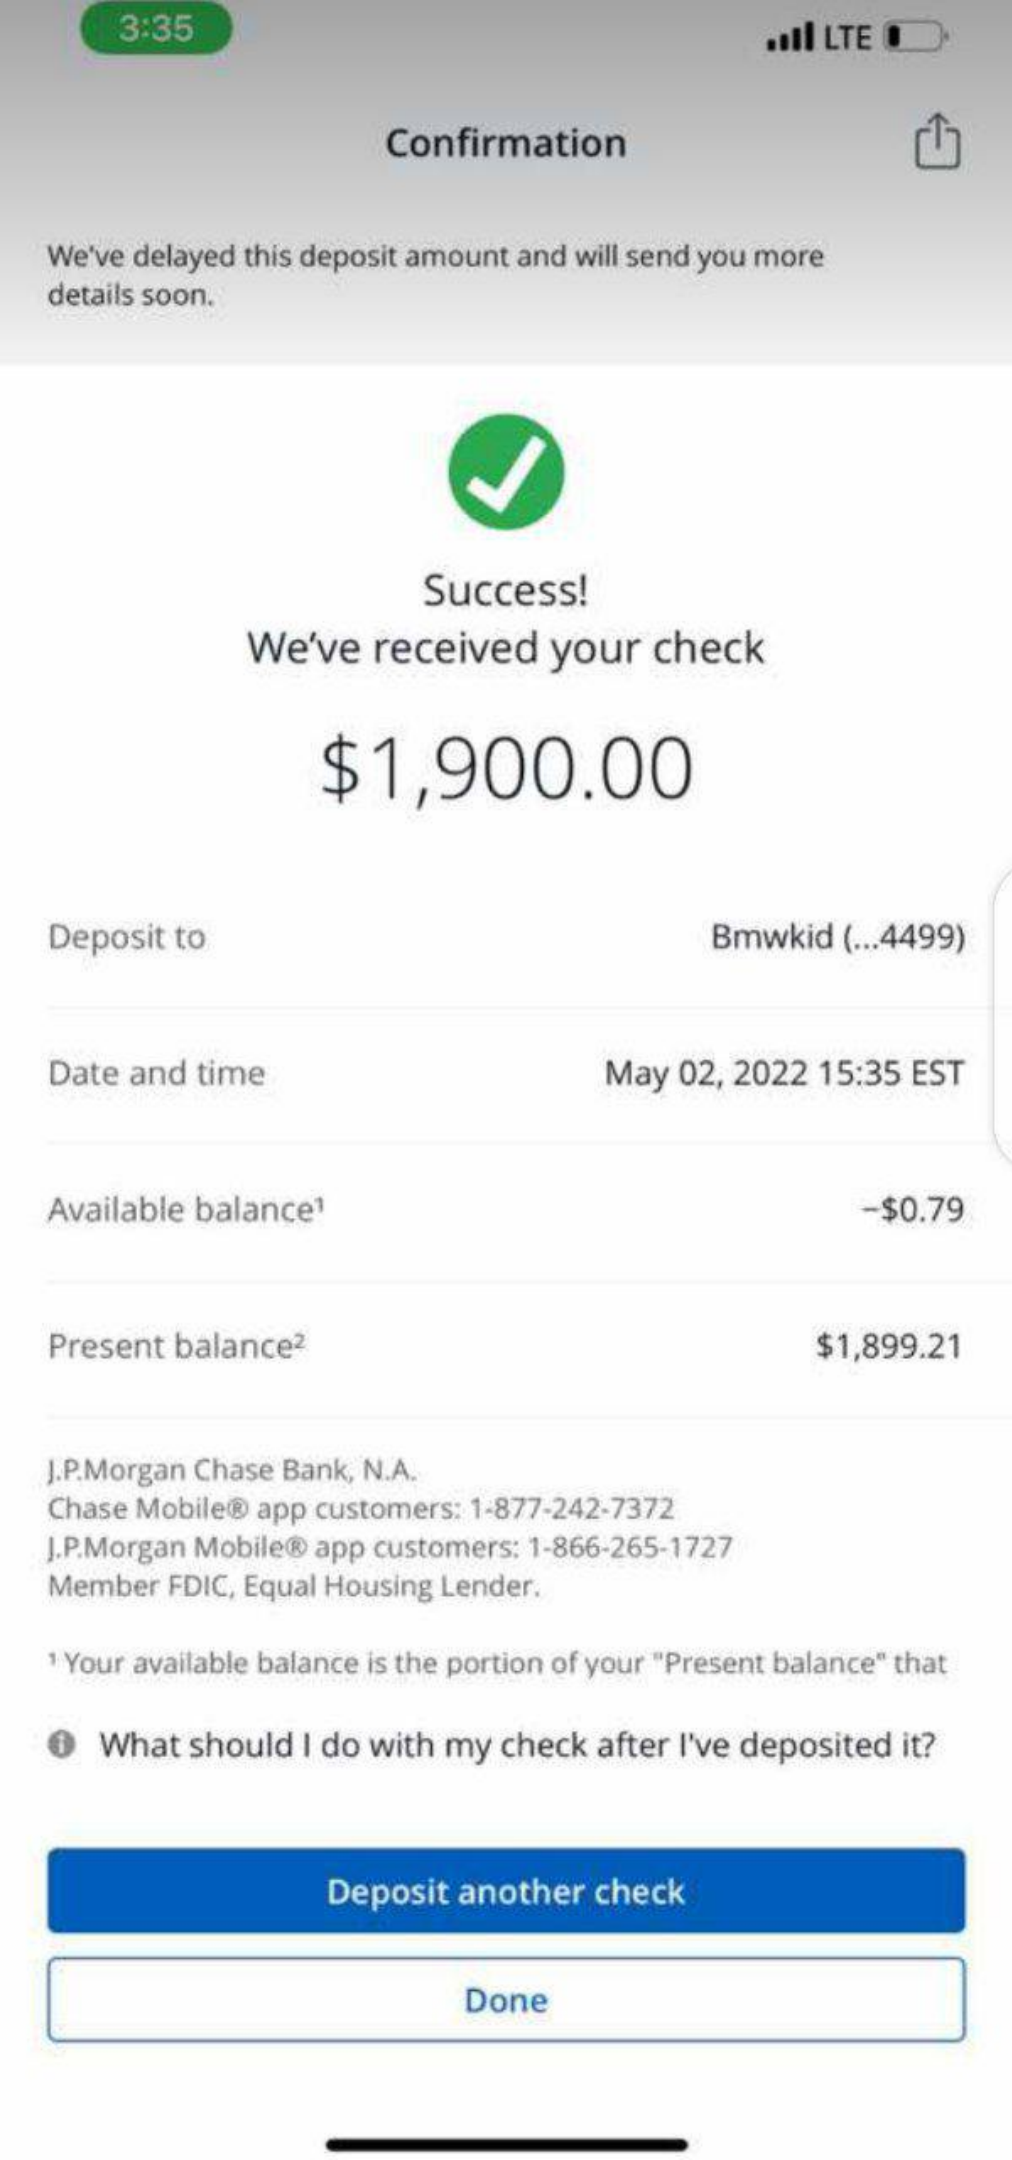 3:35
LTE
Confirmation
We've delayed this deposit amount and will send you more
details soon.
Success!
We've received your check
$1,900.00
Deposit to Bmwkid (...4499)
Date and time May 02, 2022 15:35 EST
Available balance¹ −$0.79
Present balance² $1,899.21
J.P.Morgan Chase Bank, N.A.
Chase Mobile® app customers: 1-877-242-7372
J.P.Morgan Mobile® app customers: 1-866-265-1727
Member FDIC, Equal Housing Lender.
¹ Your available balance is the portion of your "Present balance" that
What should I do with my check after I've deposited it?
Deposit another check
Done